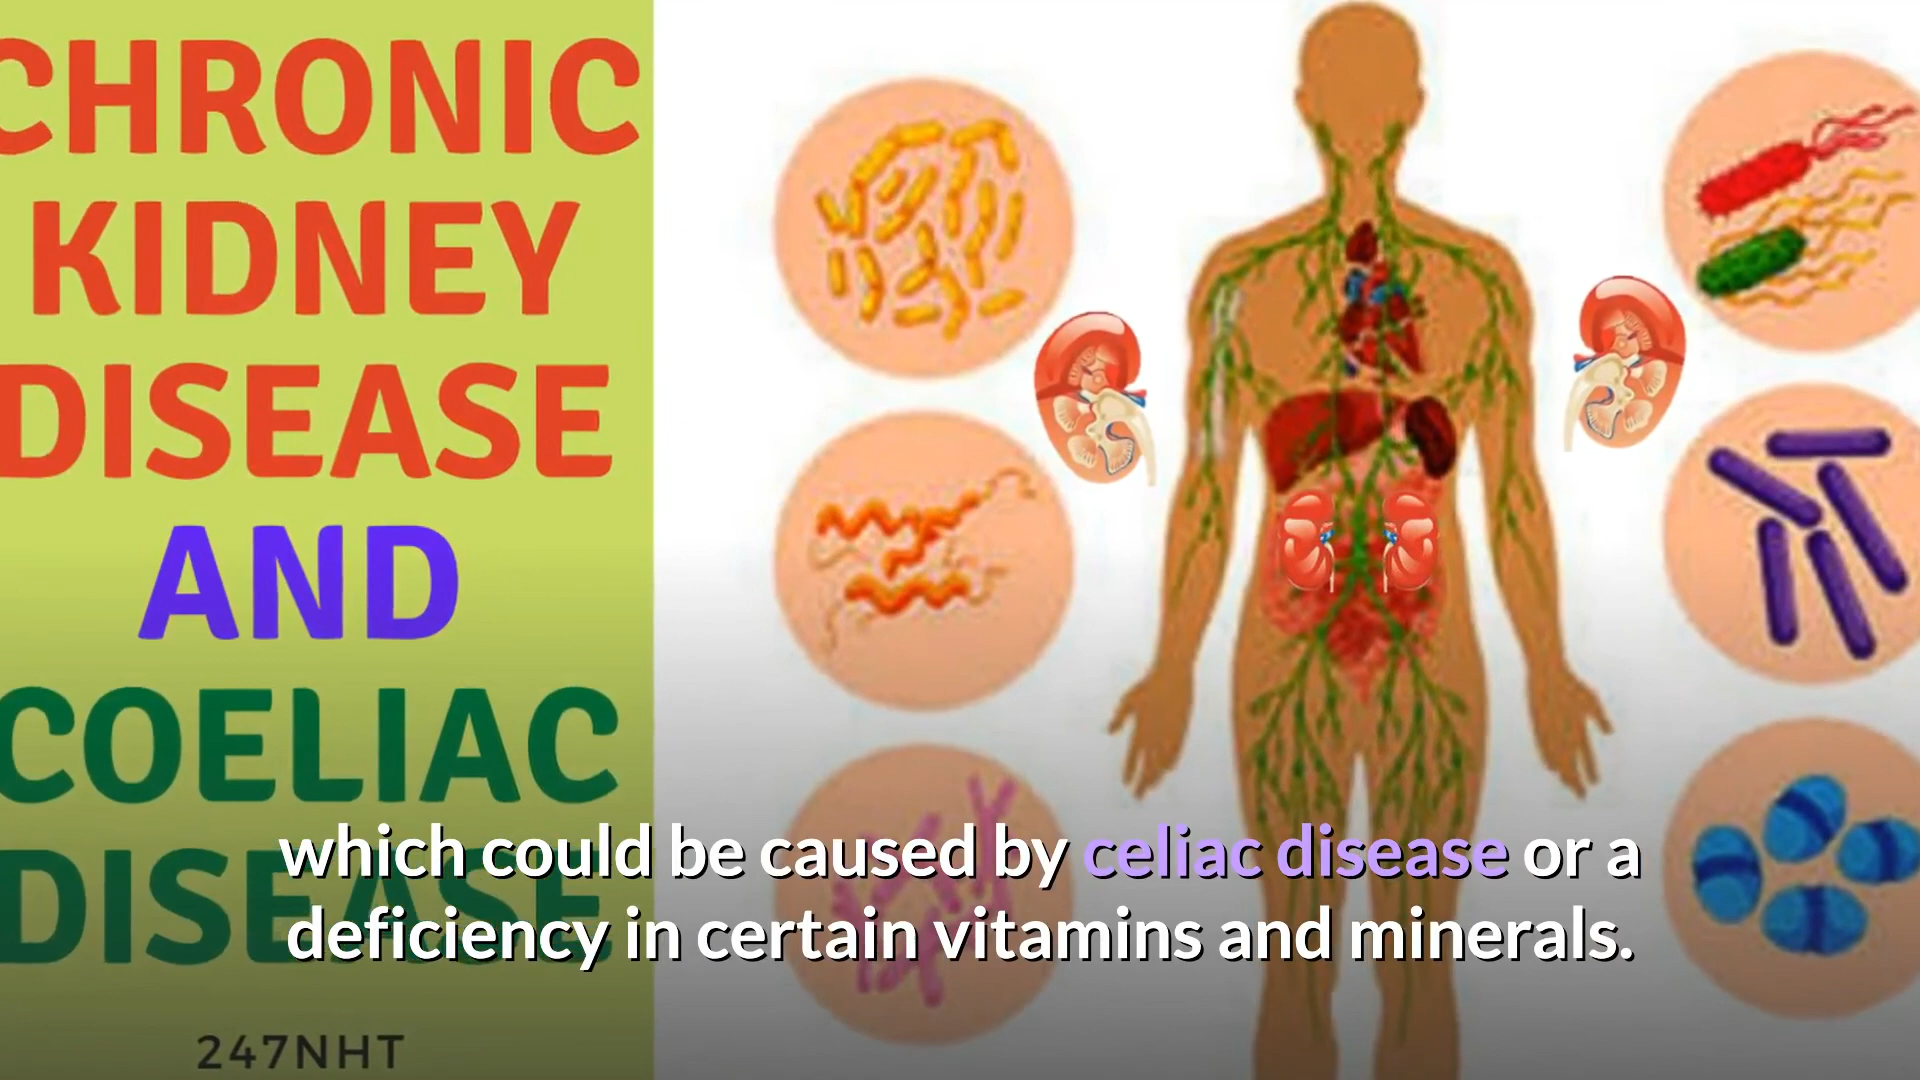 CHRONIC
KIDNEY
DISEASE
AND
COELIAC
DISEASE
which could be caused by celiac disease or a
deficiency in certain vitamins and minerals.
247NHT